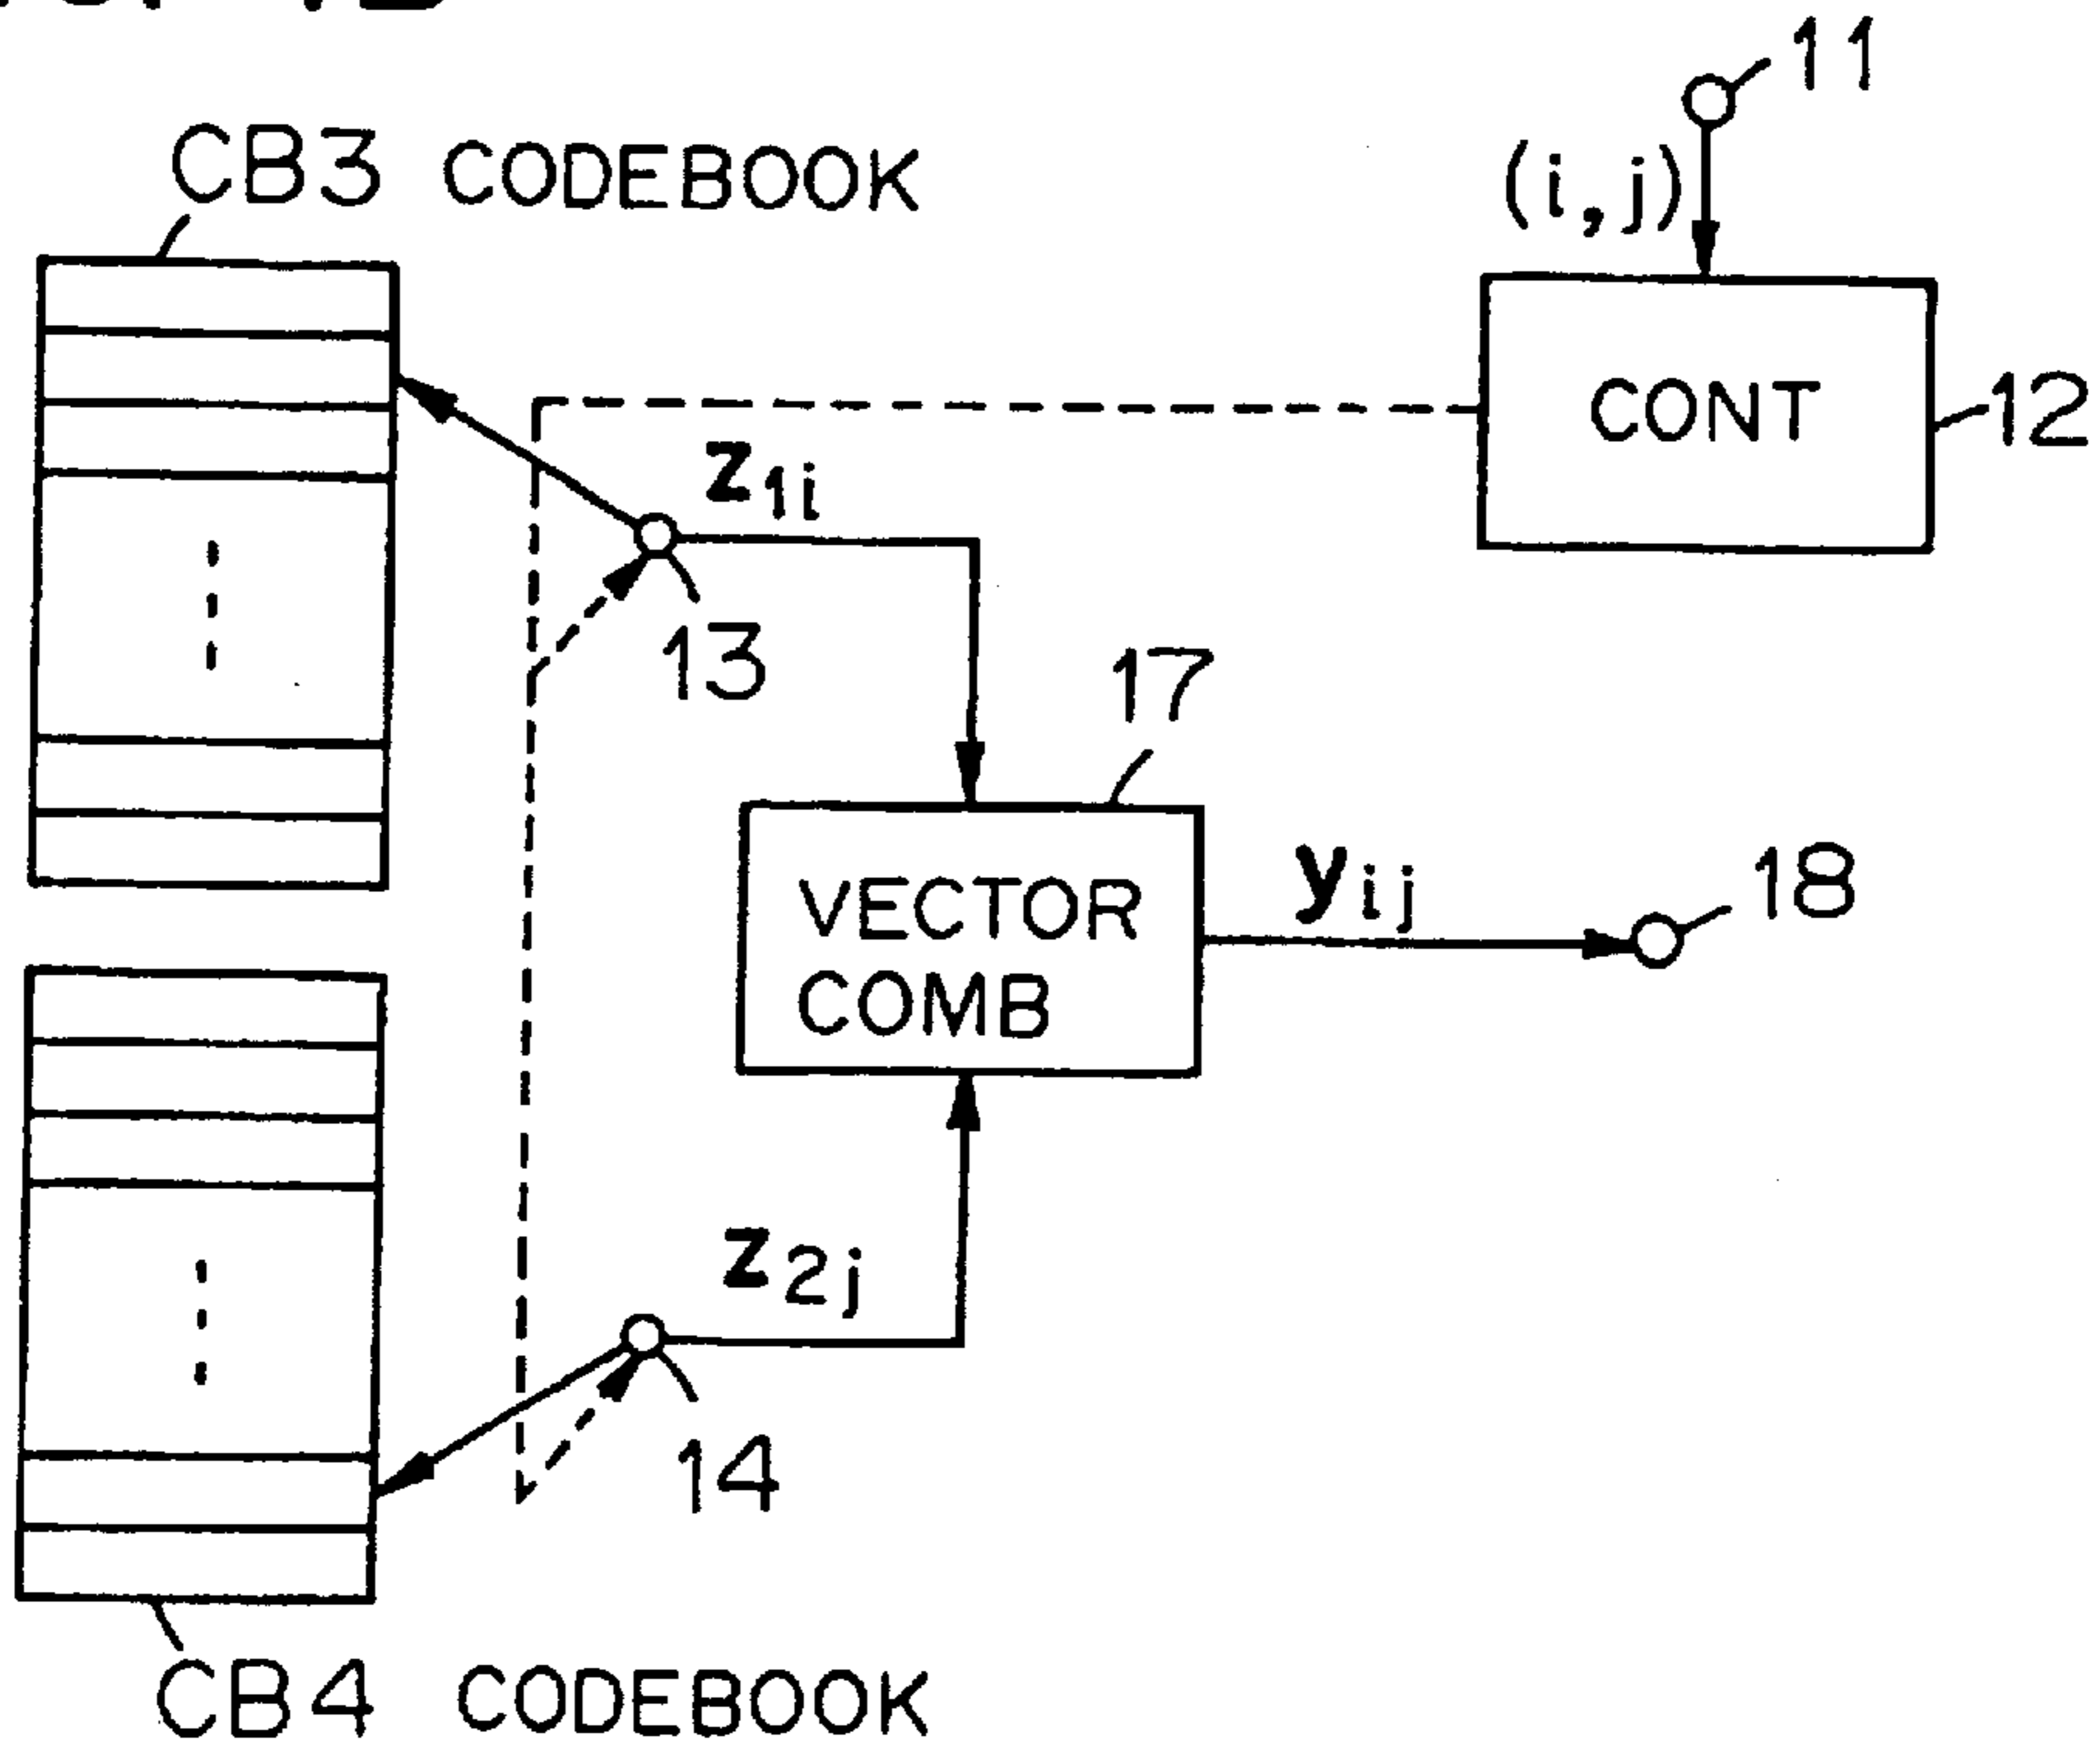 11
CB3 CODEBOOK
(i,j)
CONT
12
z1i
13
17
VECTOR
COMB
yij
18
z2j
14
CB4 CODEBOOK